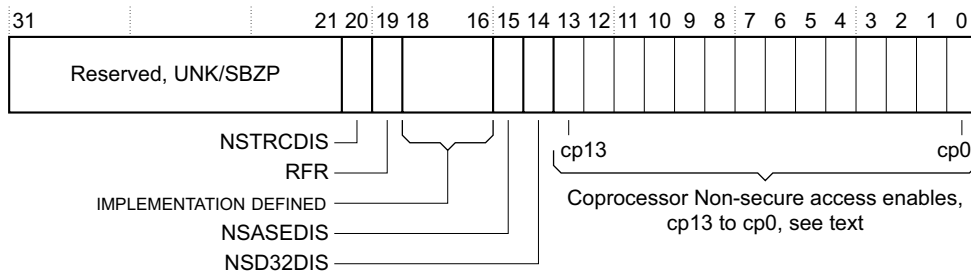 31 21 20 19 18 16 15 14 13 12 11 10 9 8 7 6 5 4 3 2 1 0
Reserved, UNK/SBZP
NSTRCDIS
RFR
IMPLEMENTATION DEFINED
NSASEDIS
NSD32DIS
cp13 cp0
Coprocessor Non-secure access enables,
cp13 to cp0, see text